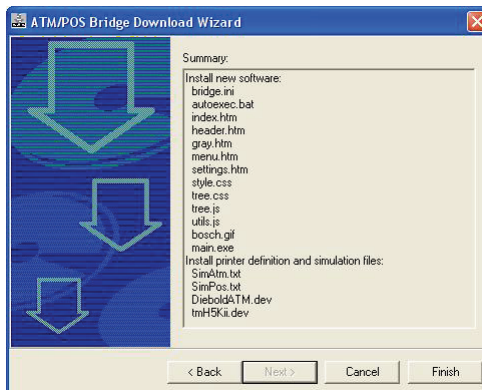 ATM/POS Bridge Download Wizard
Summary:
Install new software:
bridge.ini
autoexec.bat
index.htm
header.htm
gray.htm
menu.htm
settings.htm
style.css
tree.css
tree.js
utils.js
bosch.gif
main.exe
Install printer definition and simulation files:
SimAtm.txt
SimPos.txt
DieboldATM.dev
tmH5Kii.dev
< Back Next > Cancel Finish